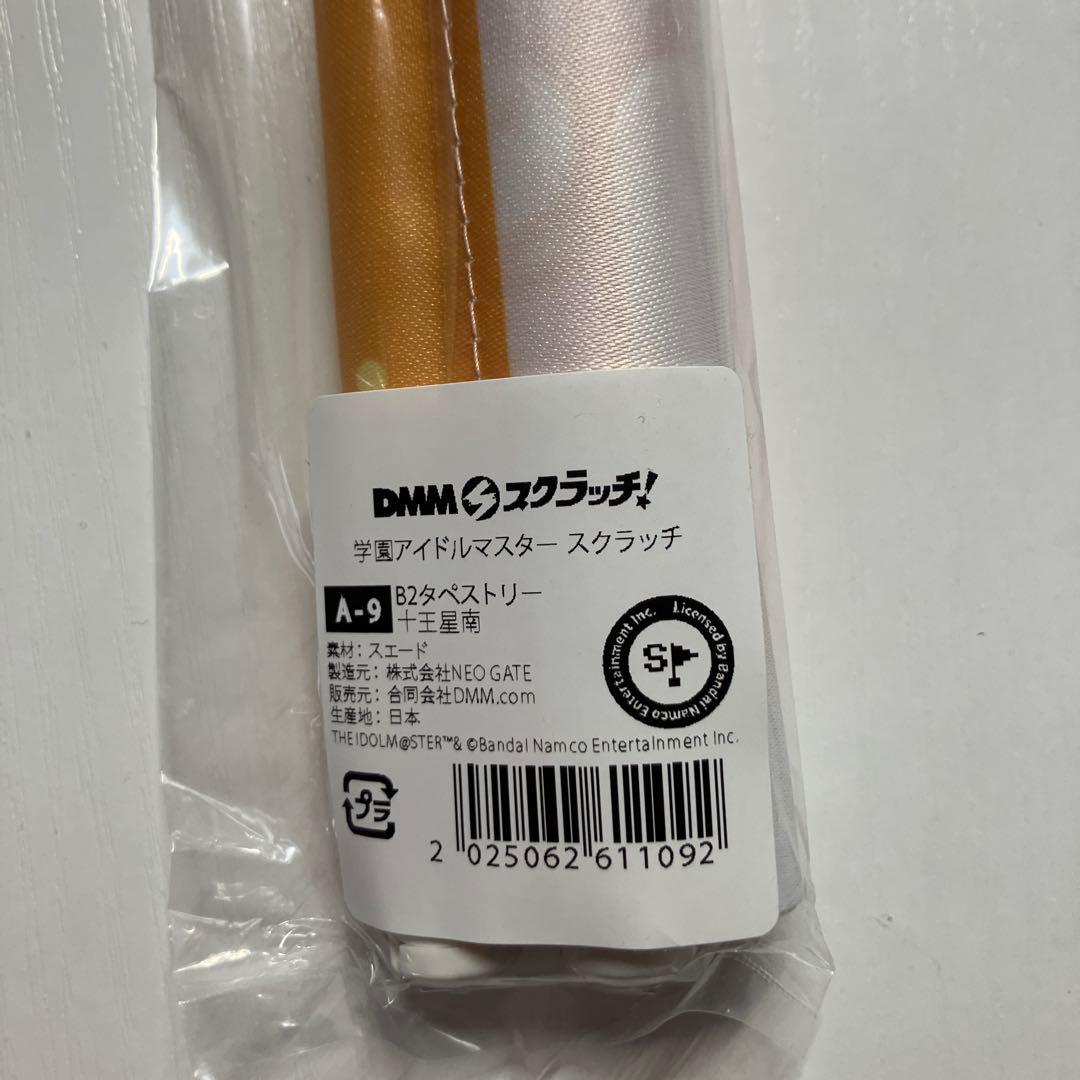 DMMスクラッチ!
学園アイドルマスター スクラッチ
A-9
B2タペストリー
十王星南
素材:スエード
製造元:株式会社NEO GATE
販売元:合同会社DMM.com
生産地:日本
THE IDOLM@STER™& ©Bandai Namco Entertainment Inc.
Licensed by Bandai Namco Entertainment Inc.
S
プラ
2 025062 611092